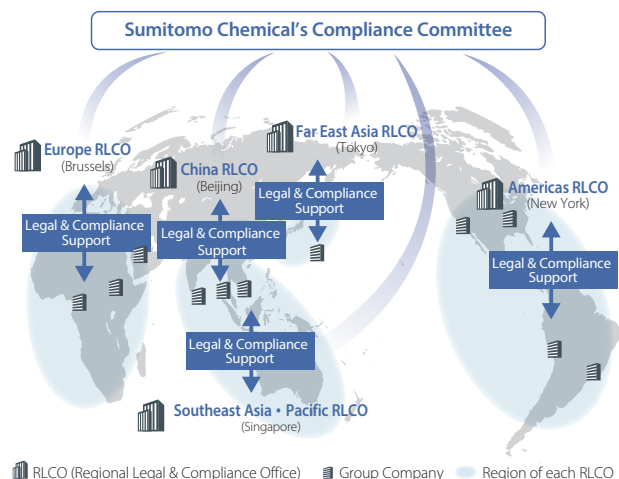 Sumitomo Chemical's Compliance Committee
Far East Asia RLCO
(Tokyo)
Europe RLCO
(Brussels)
China RLCO
(Beijing)
Americas RLCO
(New York)
Legal & Compliance
Support
Legal & Compliance
Support
Legal & Compliance
Support
Legal & Compliance
Support
Legal & Compliance
Support
Southeast Asia・Pacific RLCO
(Singapore)
RLCO (Regional Legal & Compliance Office)
Group Company
Region of each RLCO